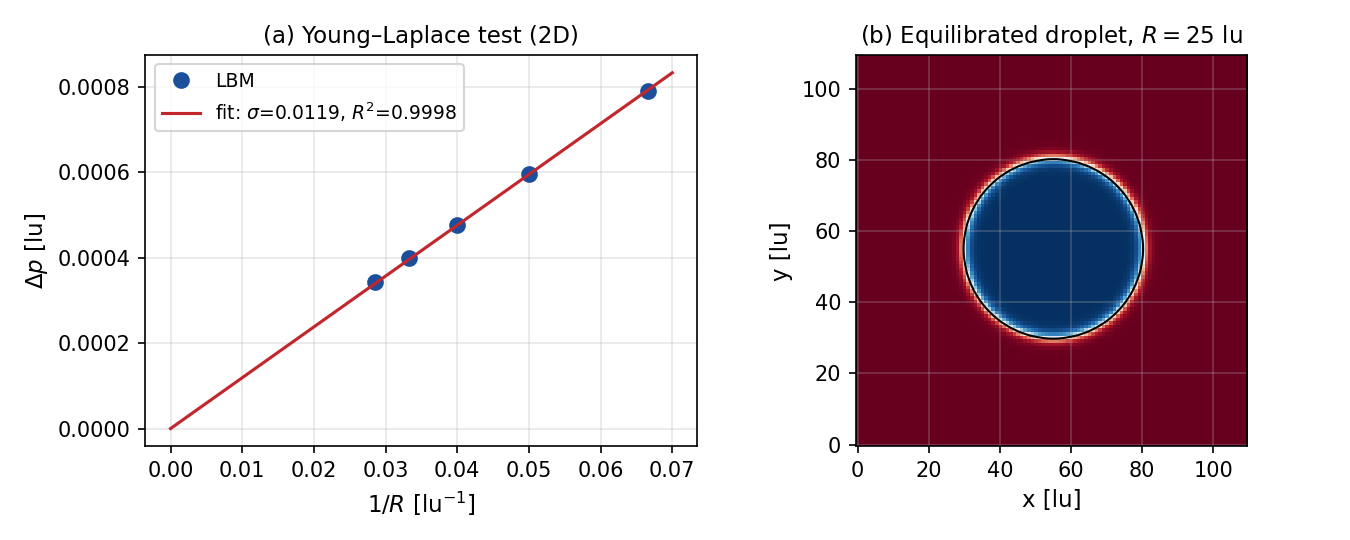 (a) Young–Laplace test (2D)
LBM
fit: σ=0.0119, R²=0.9998
0.0008
0.0006
0.0004
0.0002
0.0000
Δp [lu]
0.00 0.01 0.02 0.03 0.04 0.05 0.06 0.07
1/R [lu⁻¹]
(b) Equilibrated droplet, R = 25 lu
100
80
60
40
20
0
y [lu]
0 20 40 60 80 100
x [lu]